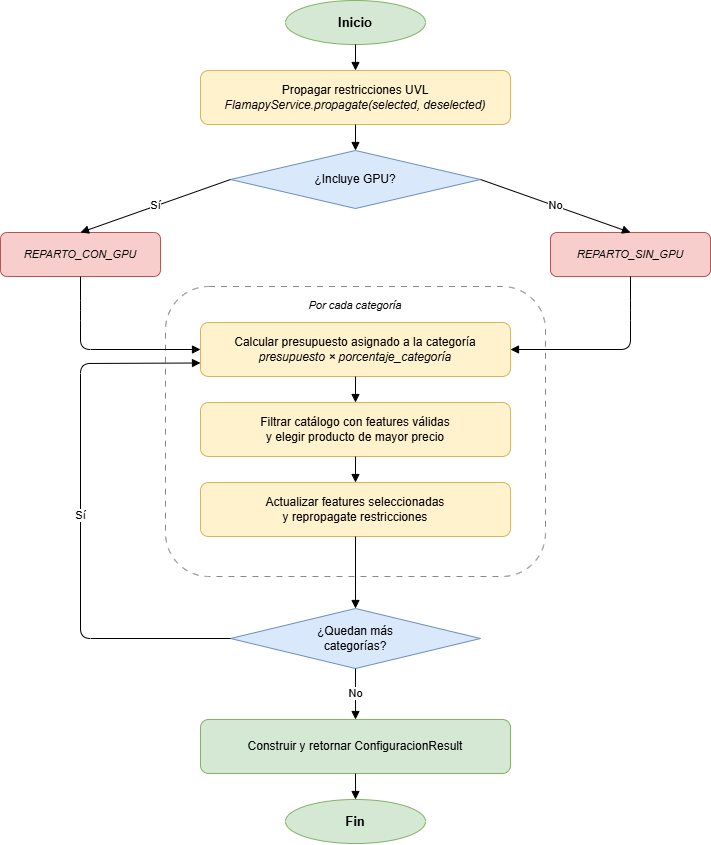 Inicio
Propagar restricciones UVL
FlamapyService.propagate(selected, deselected)
¿Incluye GPU?
Sí
No
REPARTO_CON_GPU
REPARTO_SIN_GPU
Por cada categoría
Calcular presupuesto asignado a la categoría
presupuesto × porcentaje_categoría
Filtrar catálogo con features válidas
y elegir producto de mayor precio
Actualizar features seleccionadas
y repropagate restricciones
Sí
¿Quedan más
categorías?
No
Construir y retornar ConfiguracionResult
Fin